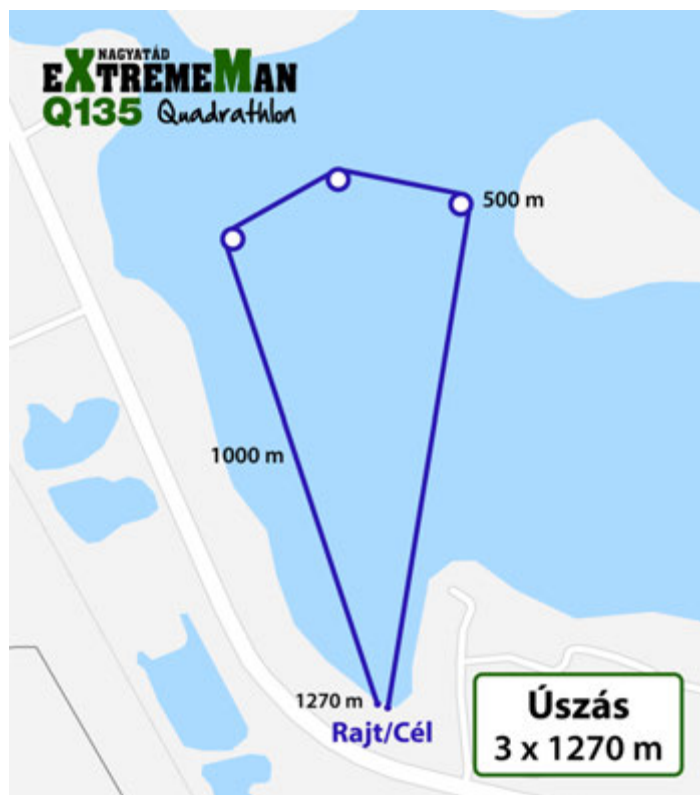 NAGYATÁD
EXTREMEMAN
Q135 Quadrathlon
500 m
1000 m
1270 m
Rajt/Cél
Úszás
3 x 1270 m